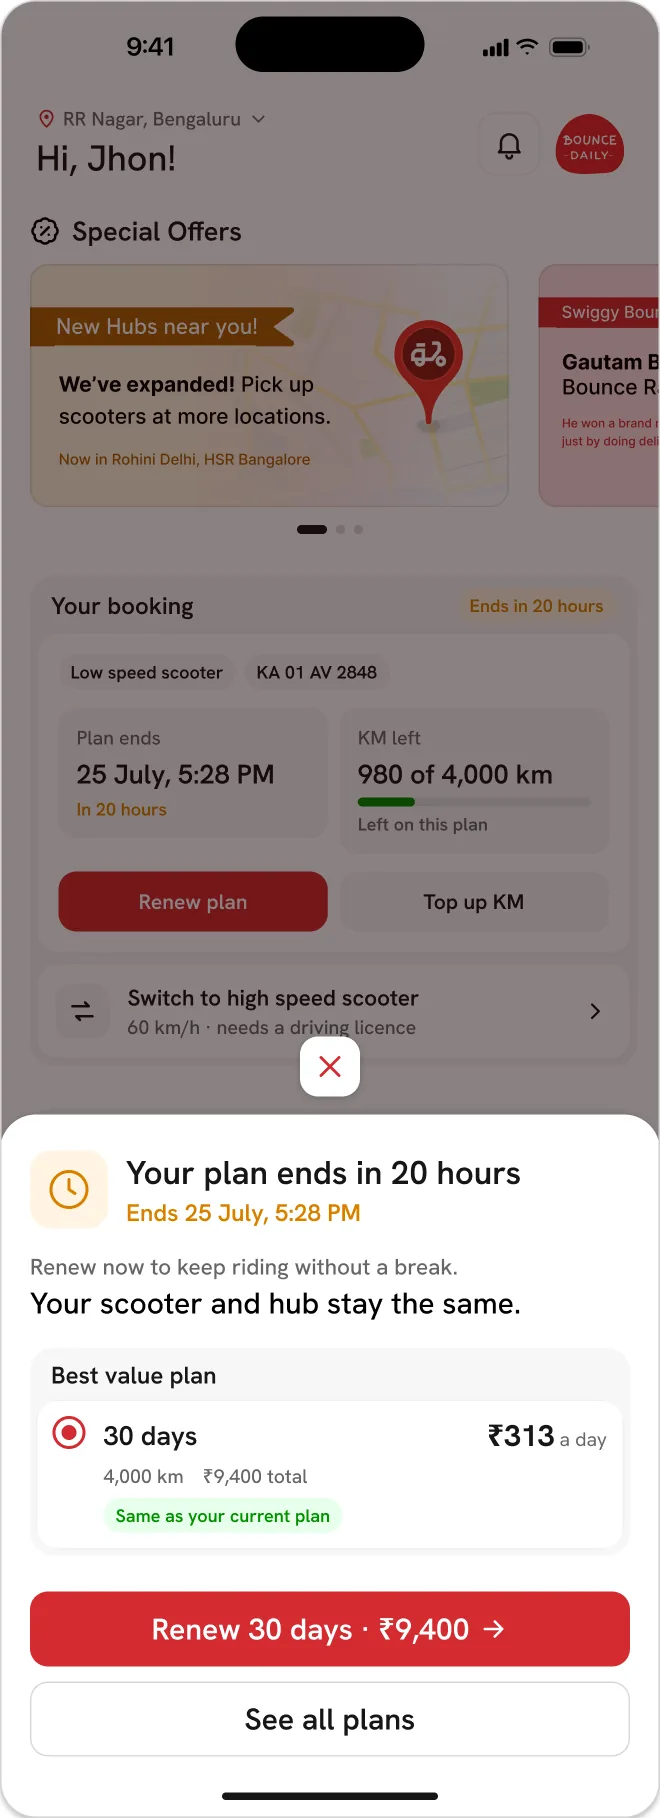 9:41
RR Nagar, Bengaluru
Hi, Jhon!
BOUNCE
-DAILY-
Special Offers
New Hubs near you!
We've expanded! Pick up
scooters at more locations.
Now in Rohini Delhi, HSR Bangalore
Swiggy Boun
Gautam B
Bounce R
He won a brand
just by doing deli
Your booking
Ends in 20 hours
Low speed scooter
KA 01 AV 2848
Plan ends
25 July, 5:28 PM
In 20 hours
KM left
980 of 4,000 km
Left on this plan
Renew plan
Top up KM
Switch to high speed scooter
60 km/h · needs a driving licence
Your plan ends in 20 hours
Ends 25 July, 5:28 PM
Renew now to keep riding without a break.
Your scooter and hub stay the same.
Best value plan
30 days
₹313 a day
4,000 km ₹9,400 total
Same as your current plan
Renew 30 days · ₹9,400 →
See all plans